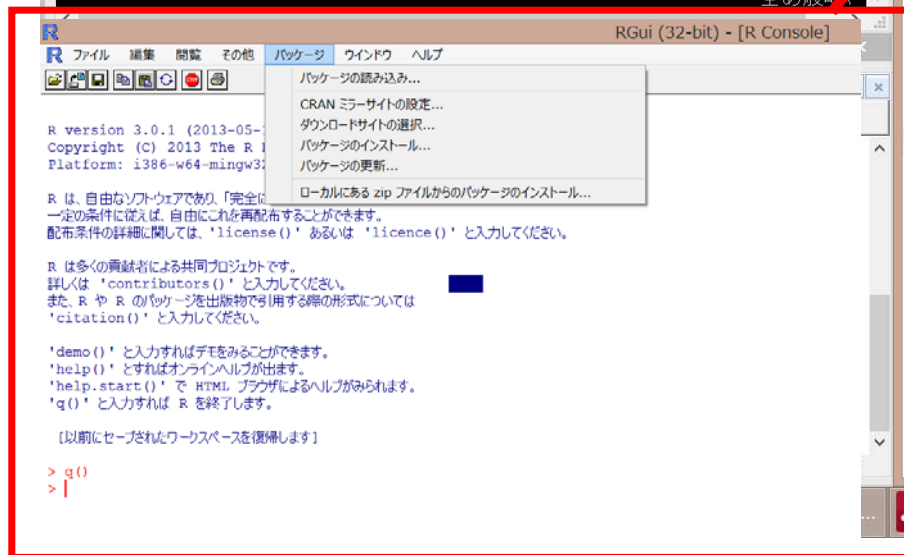 RGui (32-bit) - [R Console]
ファイル 編集 閲覧 その他 パッケージ ウインドウ ヘルプ
パッケージの読み込み...
CRAN ミラーサイトの設定...
ダウンロードサイトの選択...
パッケージのインストール...
パッケージの更新...
ローカルにある zip ファイルからのパッケージのインストール...
R version 3.0.1 (2013-05-
Copyright (C) 2013 The R
Platform: i386-w64-mingw32
R は、自由なソフトウェアであり、「完全に
一定の条件に従えば、自由にこれを再配布することができます。
配布条件の詳細に関しては、'license()' あるいは 'licence()' と入力してください。
R は多くの貢献者による共同プロジェクトです。
詳しくは 'contributors()' と入力してください。
また、R や R のパッケージを出版物で引用する際の形式については
'citation()' と入力してください。
'demo()' と入力すればデモをみることができます。
'help()' とすればオンラインヘルプが出ます。
'help.start()' で HTML ブラウザによるヘルプがみられます。
'q()' と入力すれば R を終了します。
[以前にセーブされたワークスペースを復帰します]
> q()
>